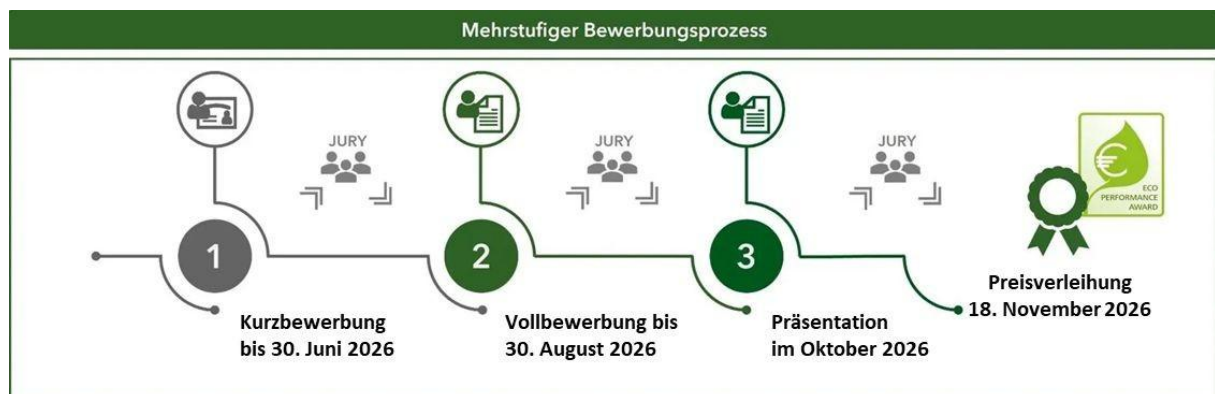 Mehrstufiger Bewerbungsprozess
JURY
JURY
JURY
€
ECO
PERFORMANCE
AWARD
1
2
3
Kurzbewerbung
bis 30. Juni 2026
Vollbewerbung bis
30. August 2026
Präsentation
im Oktober 2026
Preisverleihung
18. November 2026